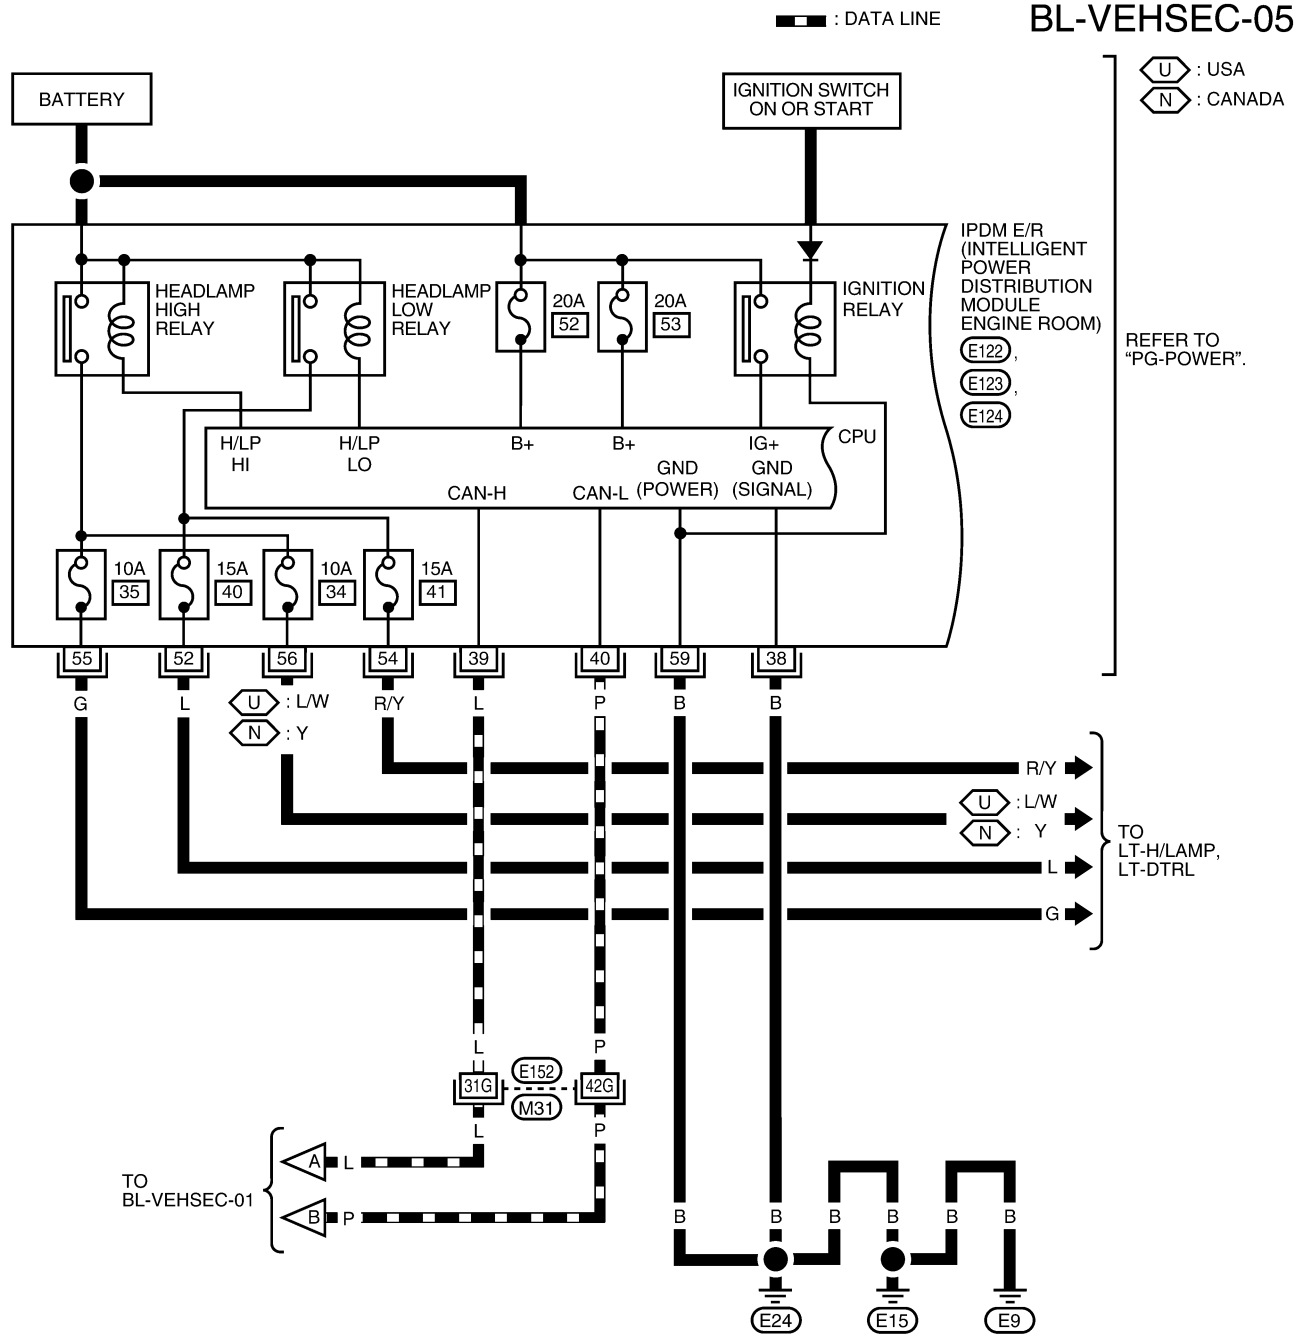 : DATA LINE
BL-VEHSEC-05
U : USA
N : CANADA
BATTERY
IGNITION SWITCH
ON OR START
IPDM E/R
(INTELLIGENT
POWER
DISTRIBUTION
MODULE
ENGINE ROOM)
E122 ,
E123 ,
E124
REFER TO
“PG-POWER”.
HEADLAMP
HIGH
RELAY
HEADLAMP
LOW
RELAY
20A
52
20A
53
IGNITION
RELAY
H/LP
HI
H/LP
LO
B+
B+
IG+
CPU
CAN-H
CAN-L
GND
(POWER)
GND
(SIGNAL)
10A
35
15A
40
10A
34
15A
41
55
52
56
54
39
40
59
38
G
L
U : L/W
N : Y
R/Y
L
P
B
B
R/Y
U : L/W
N : Y
L
G
TO
LT-H/LAMP,
LT-DTRL
L
P
31G
E152
M31
42G
L
P
TO
BL-VEHSEC-01
A L
B P
B
B
B
B
B
B
E24
E15
E9